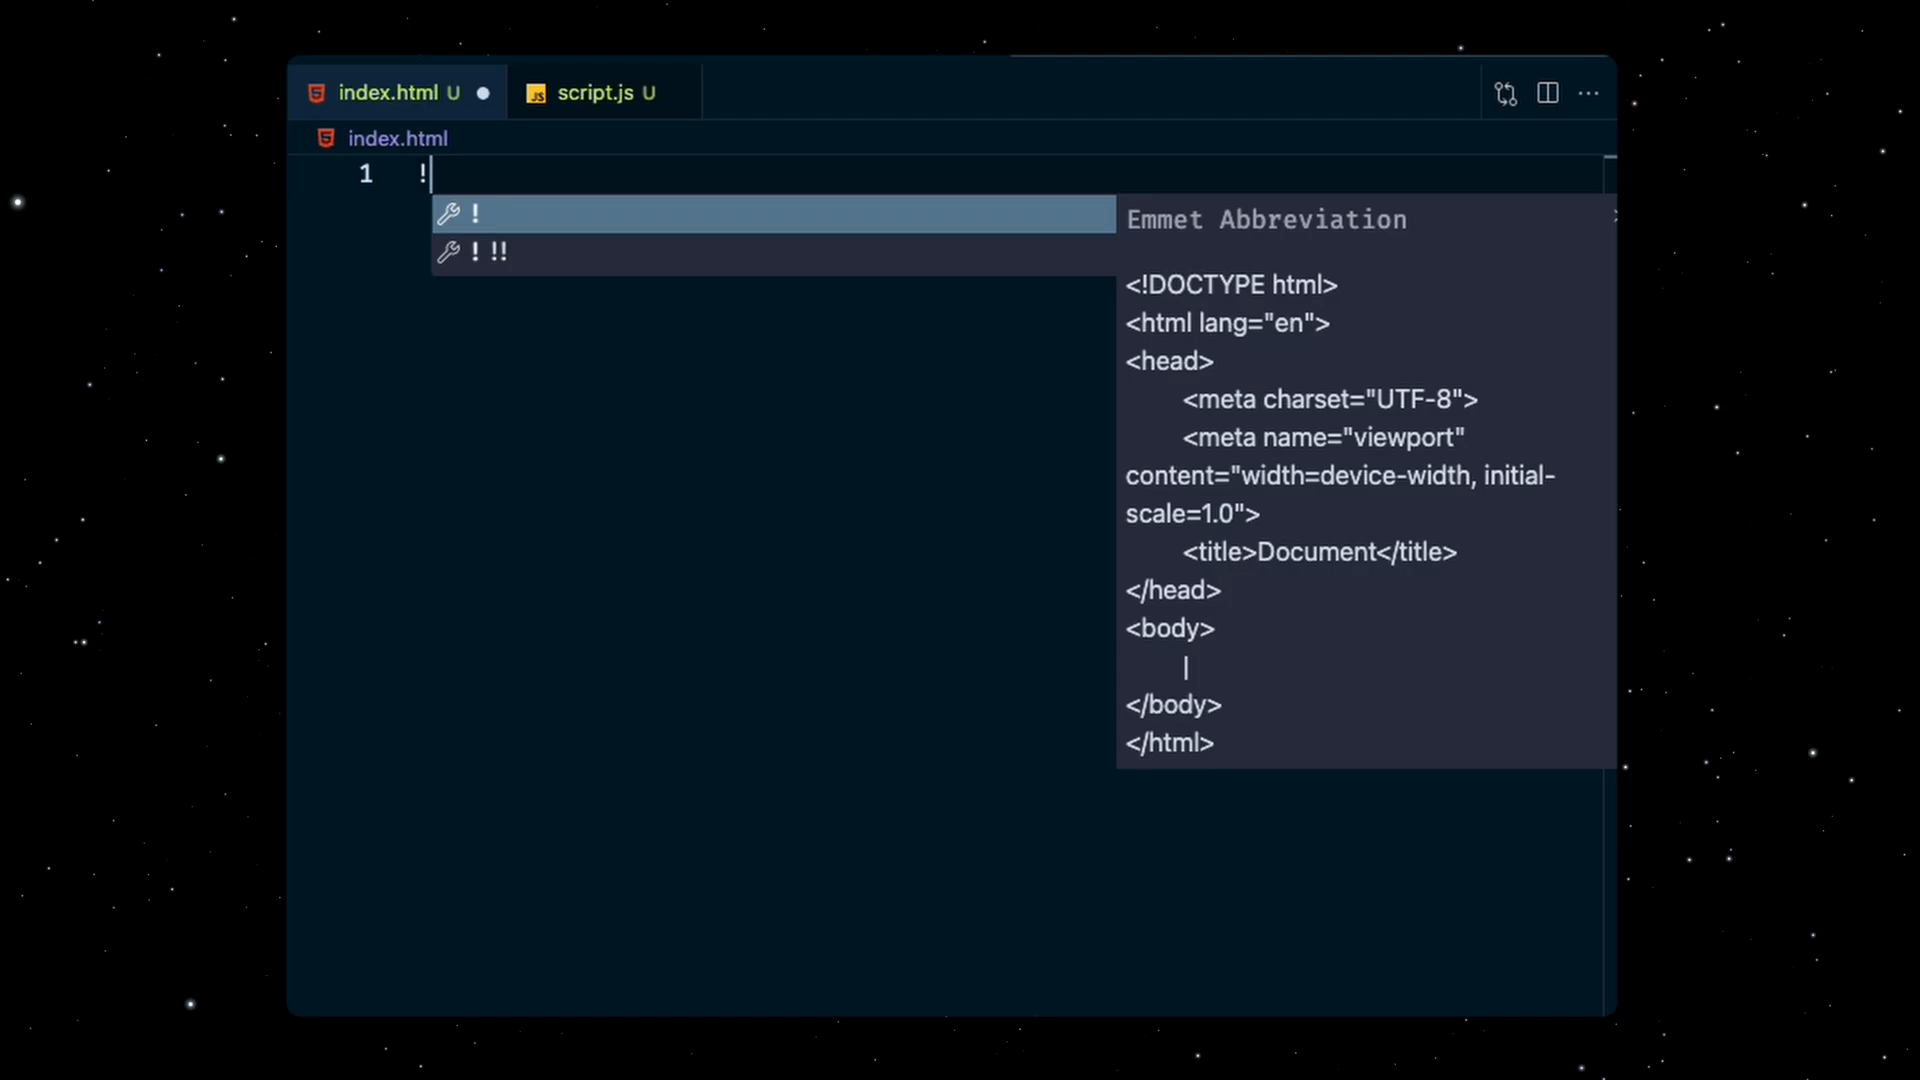 index.html U
script.js U
index.html
1 !
!
! !!
Emmet Abbreviation
<!DOCTYPE html>
<html lang="en">
<head>
<meta charset="UTF-8">
<meta name="viewport"
content="width=device-width, initial-
scale=1.0">
<title>Document</title>
</head>
<body>
|
</body>
</html>